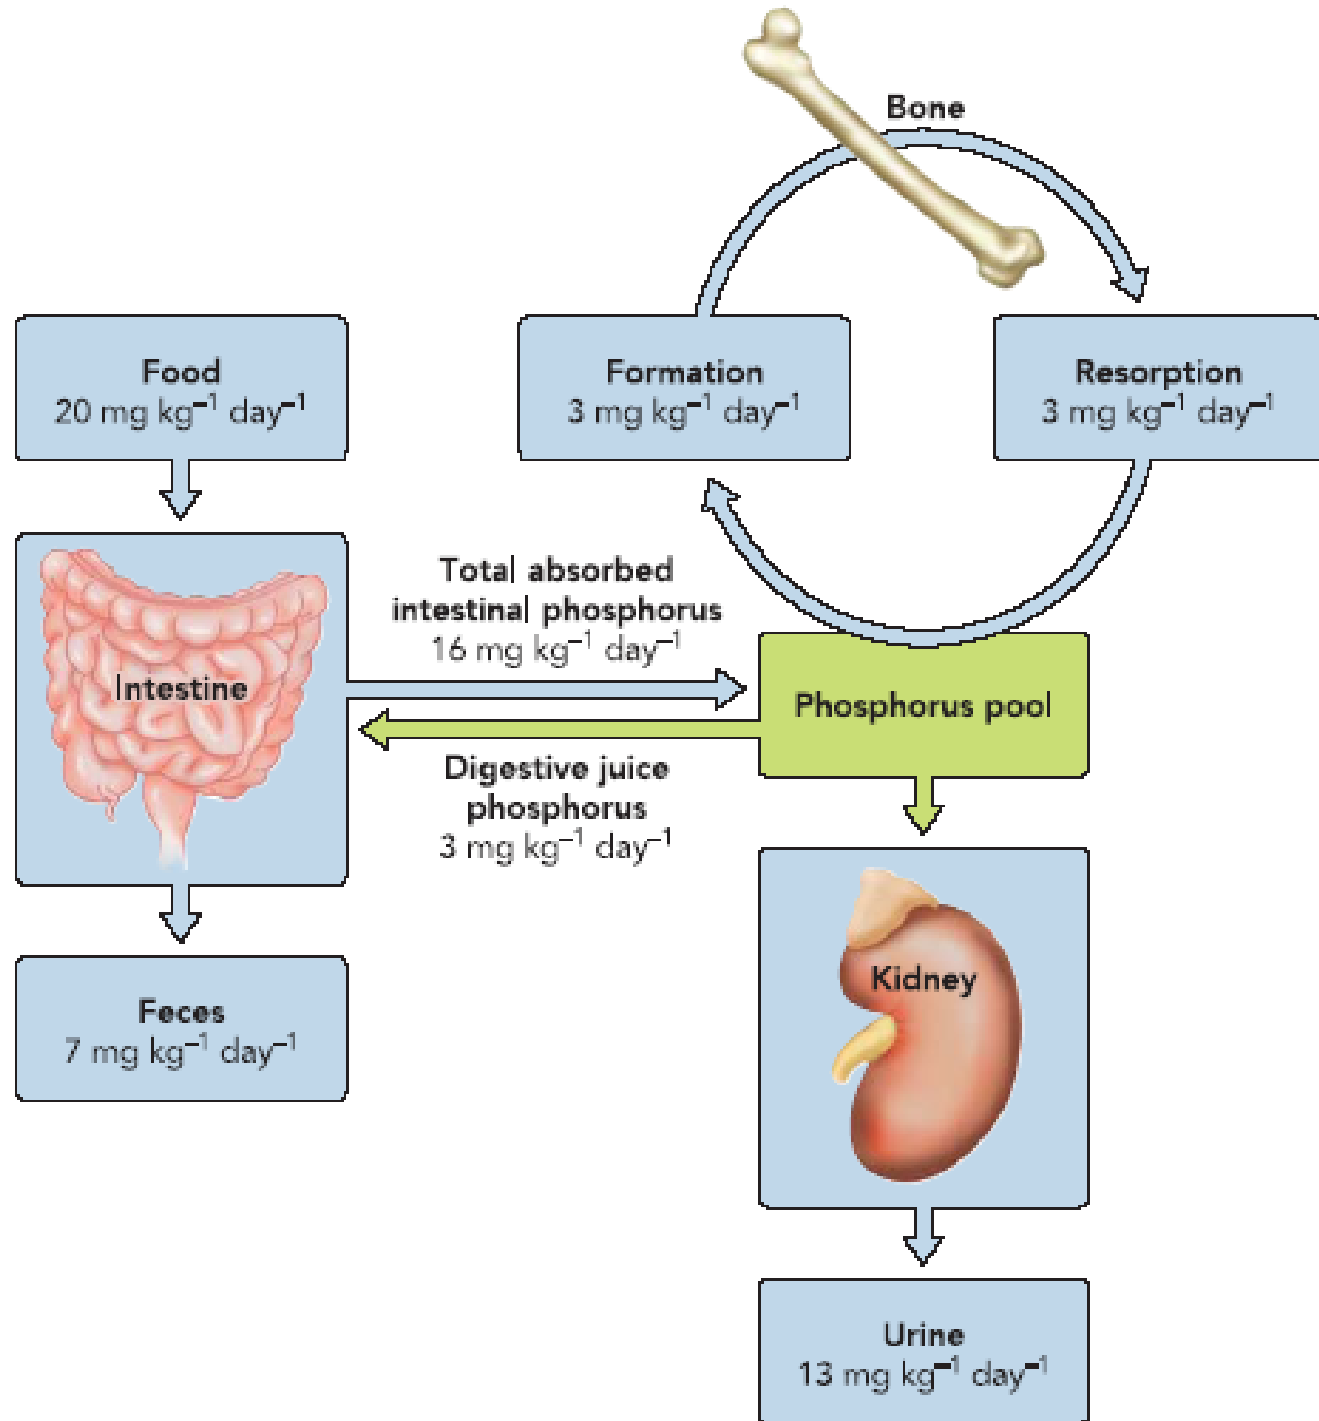 Bone
Food
20 mg kg⁻¹ day⁻¹
Formation
3 mg kg⁻¹ day⁻¹
Resorption
3 mg kg⁻¹ day⁻¹
Total absorbed
intestinal phosphorus
16 mg kg⁻¹ day⁻¹
Intestine
Phosphorus pool
Digestive juice
phosphorus
3 mg kg⁻¹ day⁻¹
Kidney
Feces
7 mg kg⁻¹ day⁻¹
Urine
13 mg kg⁻¹ day⁻¹